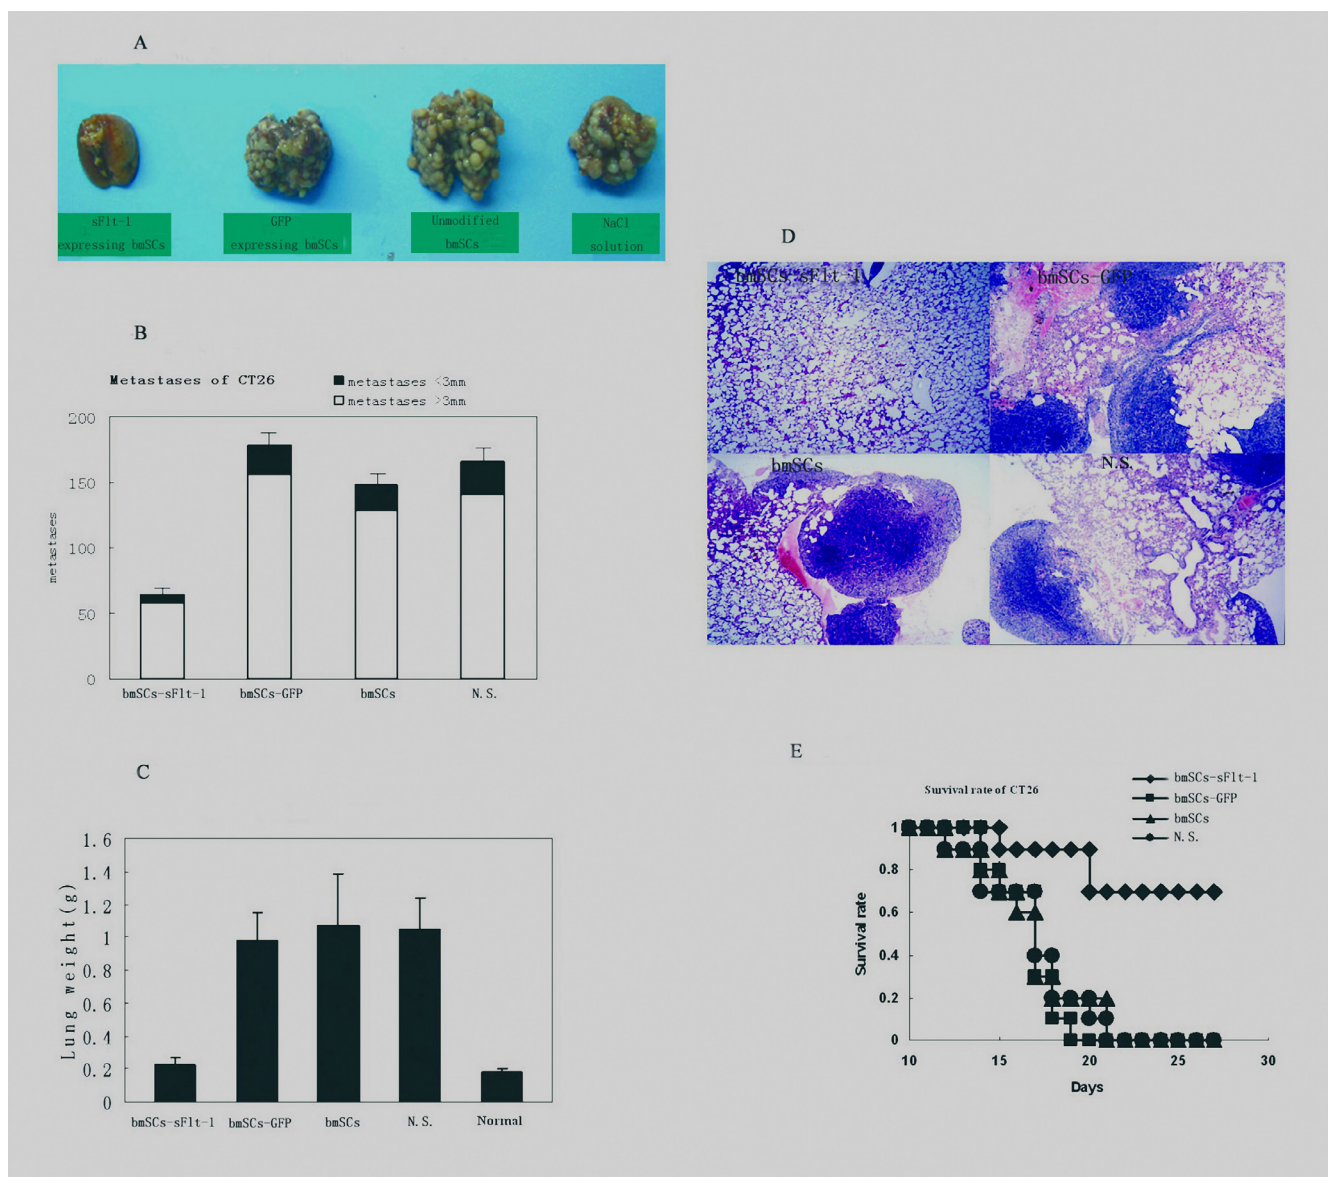 A
sFlt-1
expressing bmSCs
GFP
expressing bmSCs
Unmodified
bmSCs
NaCl
solution
B
Metastases of CT26
metastases <3mm
metastases >3mm
metastases
200
150
100
50
0
bmSCs-sFlt-1
bmSCs-GFP
bmSCs
N.S.
C
Lung weight(g)
1.6
1.4
1.2
1
0.8
0.6
0.4
0.2
0
bmSCs-sFlt-1
bmSCs-GFP
bmSCs
N.S.
Normal
D
bmSCs-sFlt-1
bmSCs-GFP
bmSCs
N.S.
E
Survival rate of CT26
bmSCs-sFlt-1
bmSCs-GFP
bmSCs
N.S.
Survival rate
1
0.8
0.6
0.4
0.2
0
10
15
20
25
30
Days